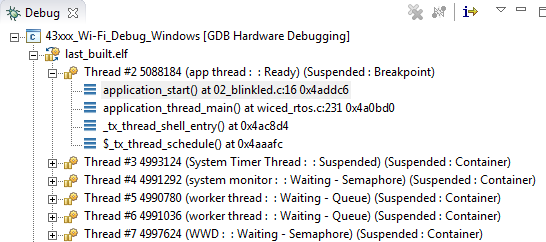 Debug
43xxx_Wi-Fi_Debug_Windows [GDB Hardware Debugging]
last_built.elf
Thread #2 5088184 (app thread : : Ready) (Suspended : Breakpoint)
application_start() at 02_blinkled.c:16 0x4addc6
application_thread_main() at wiced_rtos.c:231 0x4a0bd0
_tx_thread_shell_entry() at 0x4ac8d4
$_tx_thread_schedule() at 0x4aaafc
Thread #3 4993124 (System Timer Thread : : Suspended) (Suspended : Container)
Thread #4 4991292 (system monitor : : Waiting - Semaphore) (Suspended : Container)
Thread #5 4990780 (worker thread : : Waiting - Queue) (Suspended : Container)
Thread #6 4991036 (worker thread : : Waiting - Queue) (Suspended : Container)
Thread #7 4997624 (WWD : : Waiting - Semaphore) (Suspended : Container)